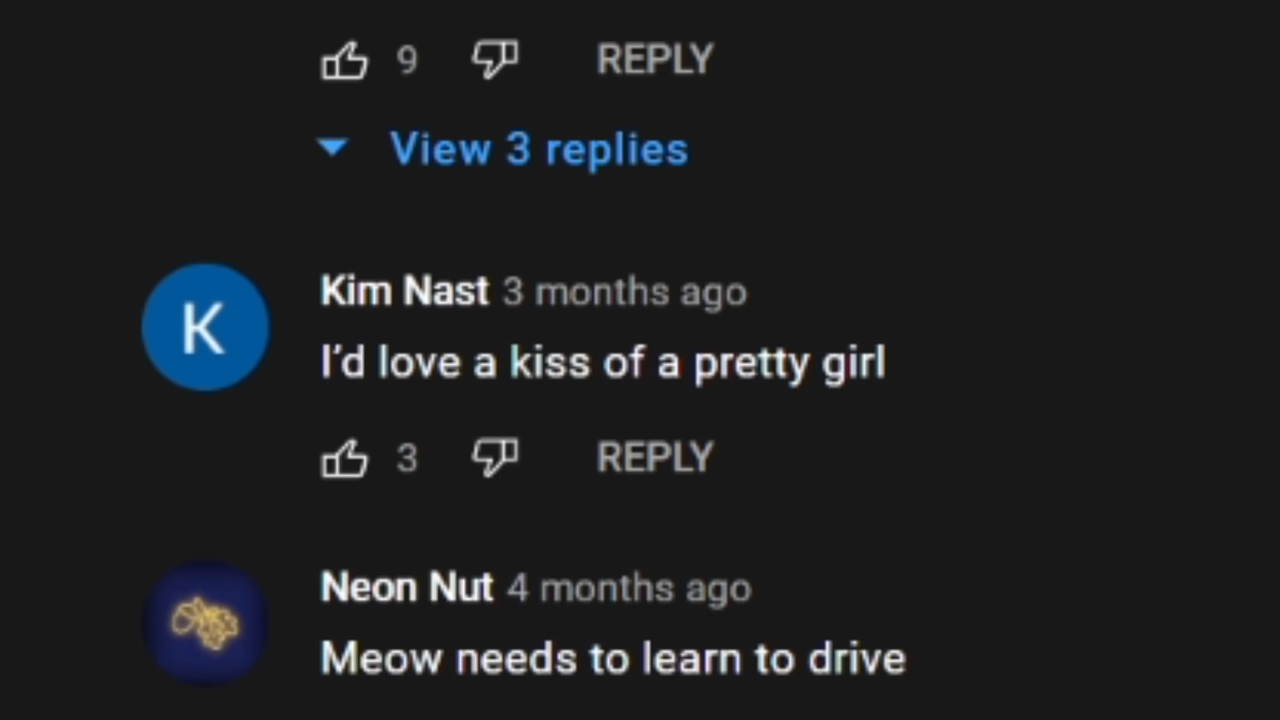 9 REPLY
View 3 replies
K
Kim Nast 3 months ago
I'd love a kiss of a pretty girl
3 REPLY
Neon Nut 4 months ago
Meow needs to learn to drive